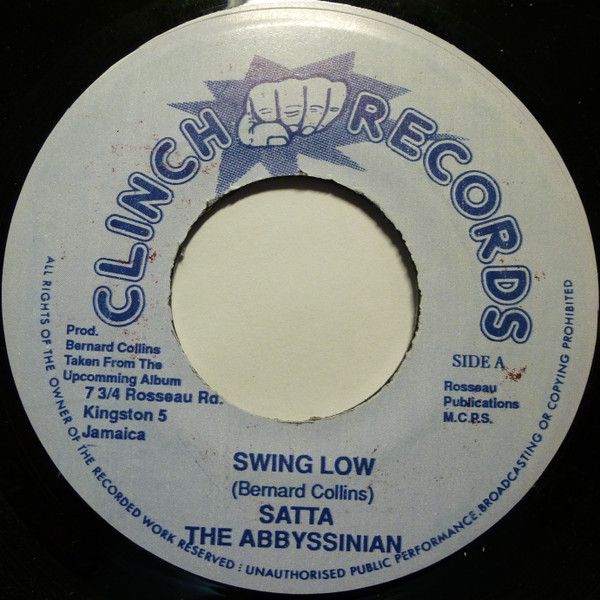 CLINCH RECORDS
Prod.
Bernard Collins
Taken From The
Upcomming Album
7 3/4 Rosseau Rd.
Kingston 5
Jamaica
SIDE A
Rosseau
Publications
M.C.P.S.
SWING LOW
(Bernard Collins)
SATTA
THE ABBYSSINIAN
ALL RIGHTS OF THE OWNER OF THE RECORDED WORK RESERVED : UNAUTHORISED PUBLIC PERFORMANCE.BROADCASTING OR COPYING PROHIBITED